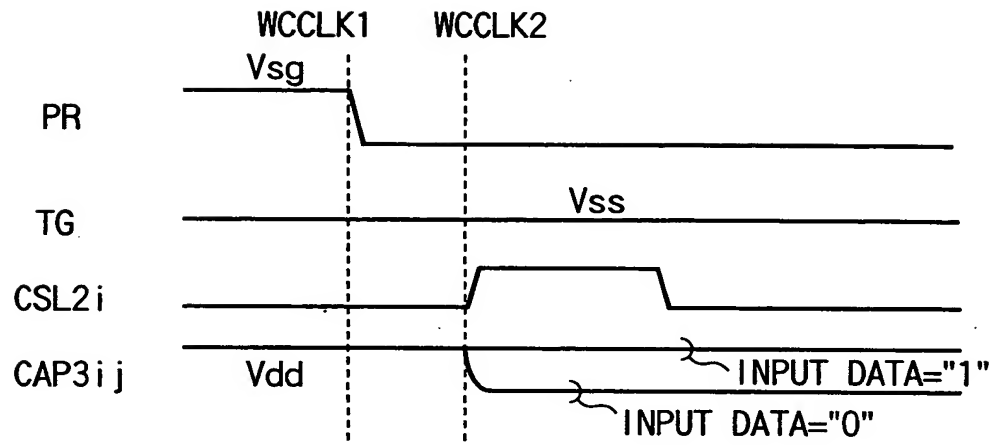 WCCLK1 WCCLK2
Vsg
PR
Vss
TG
CSL2i
CAP3ij Vdd
INPUT DATA="1"
INPUT DATA="0"